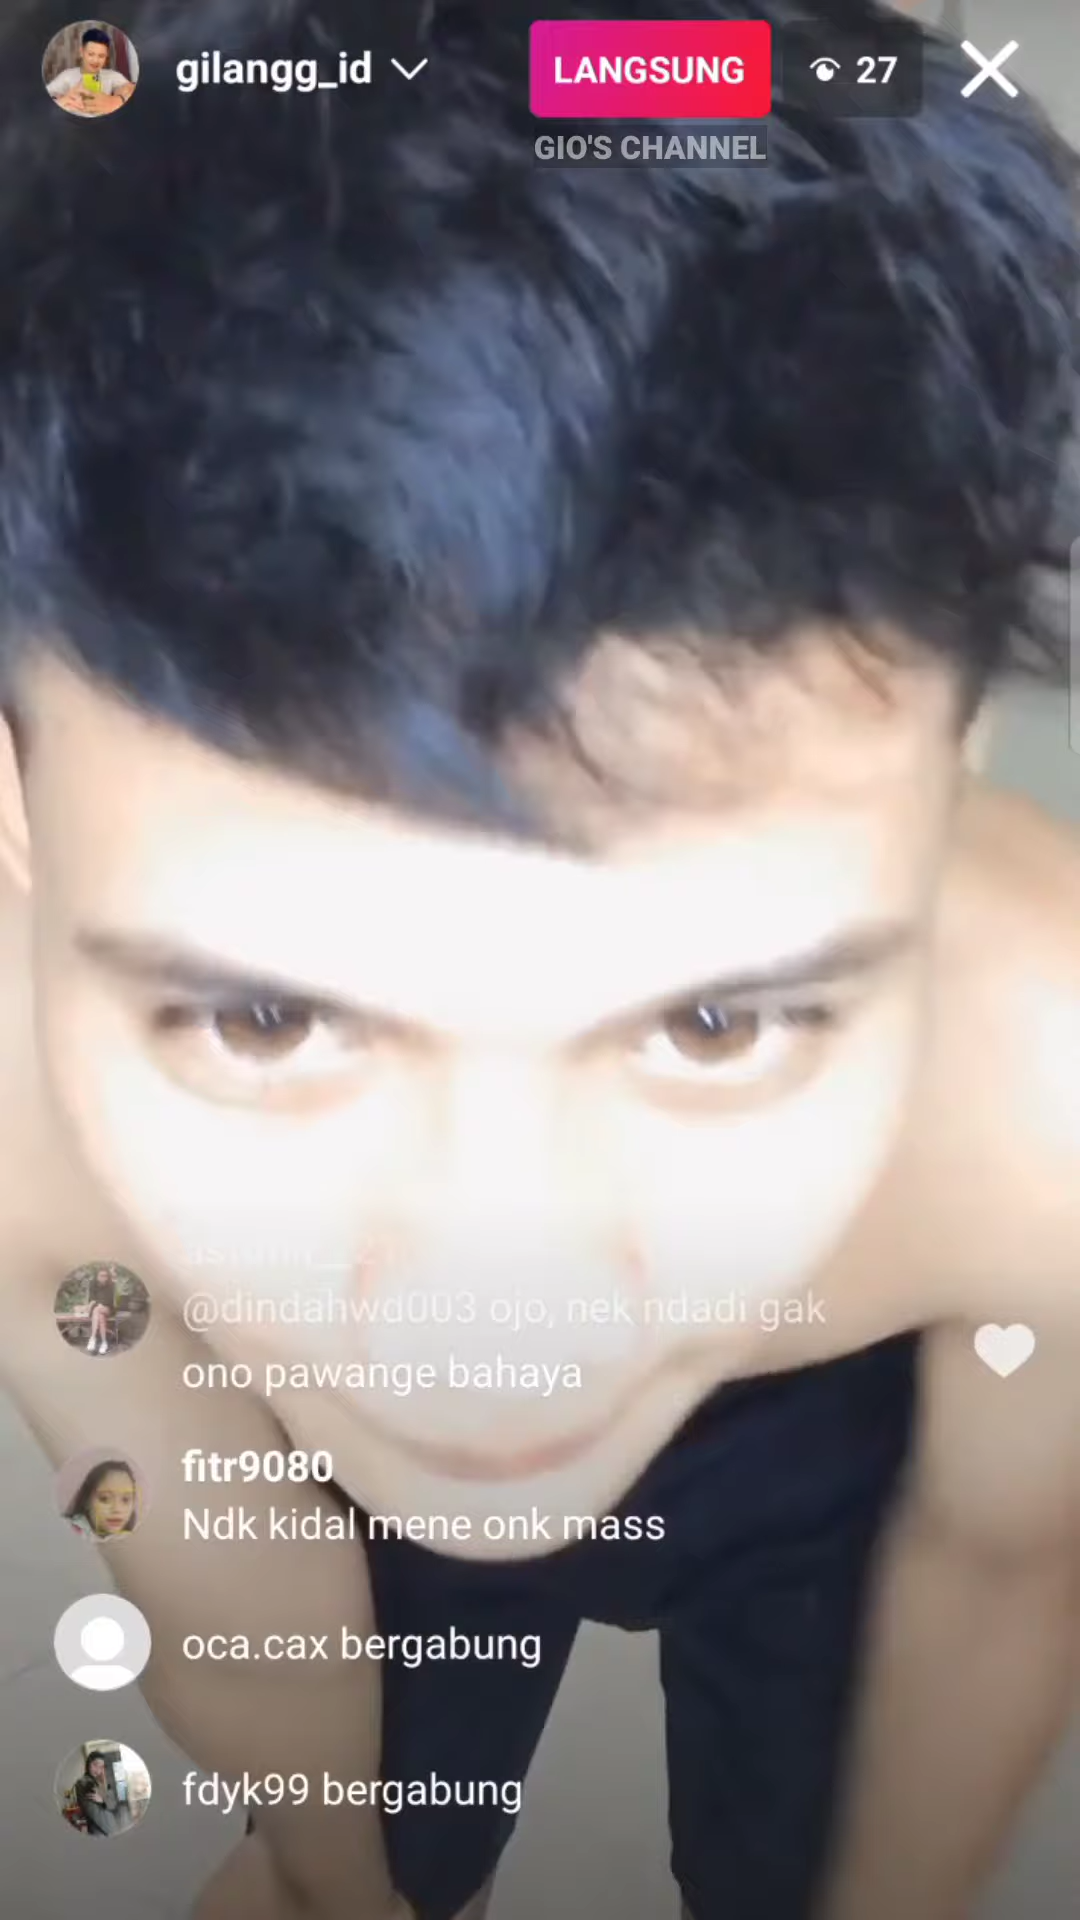 gilangg_id
LANGSUNG
27
GIO'S CHANNEL
@dindahwd003 ojo, nek ndadi gak
ono pawange bahaya
fitr9080
Ndk kidal mene onk mass
oca.cax bergabung
fdyk99 bergabung